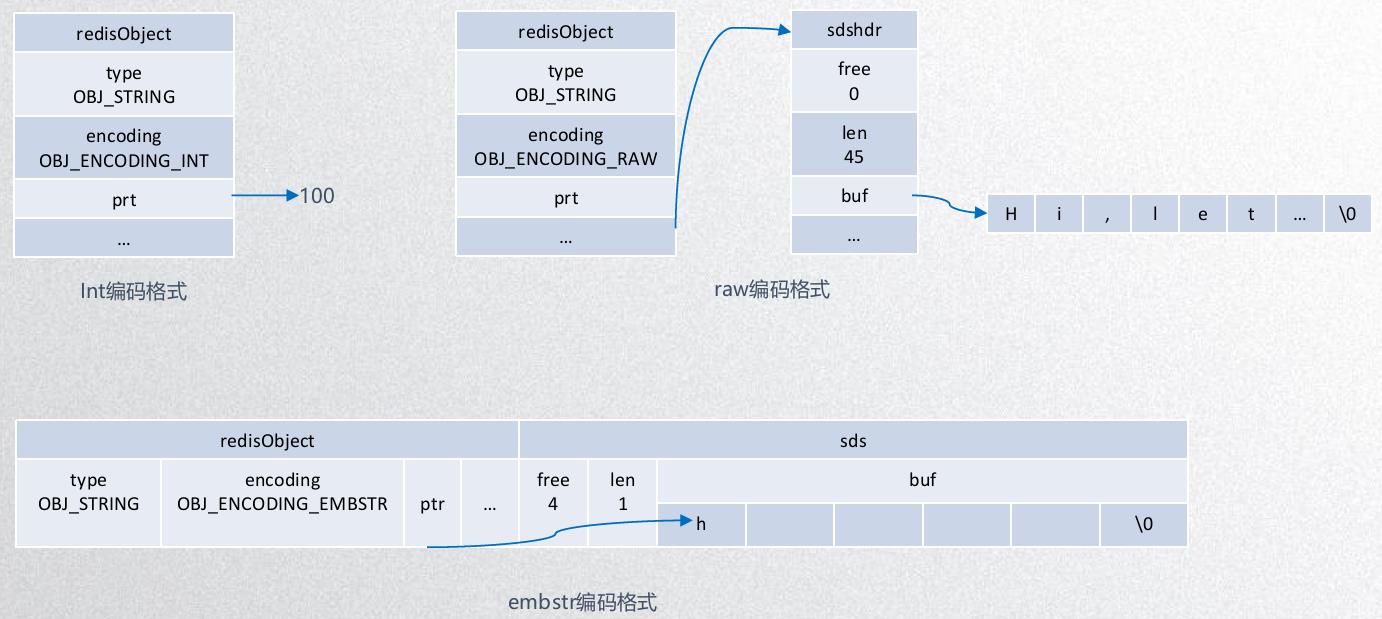 redisObject
type
OBJ_STRING
encoding
OBJ_ENCODING_INT
prt
...
100
Int编码格式
redisObject
type
OBJ_STRING
encoding
OBJ_ENCODING_RAW
prt
...
sdshdr
free
0
len
45
buf
...
H i , l e t ... \0
raw编码格式
redisObject sds
type encoding ptr ... free len buf
OBJ_STRING OBJ_ENCODING_EMBSTR 4 1
h \0
embstr编码格式